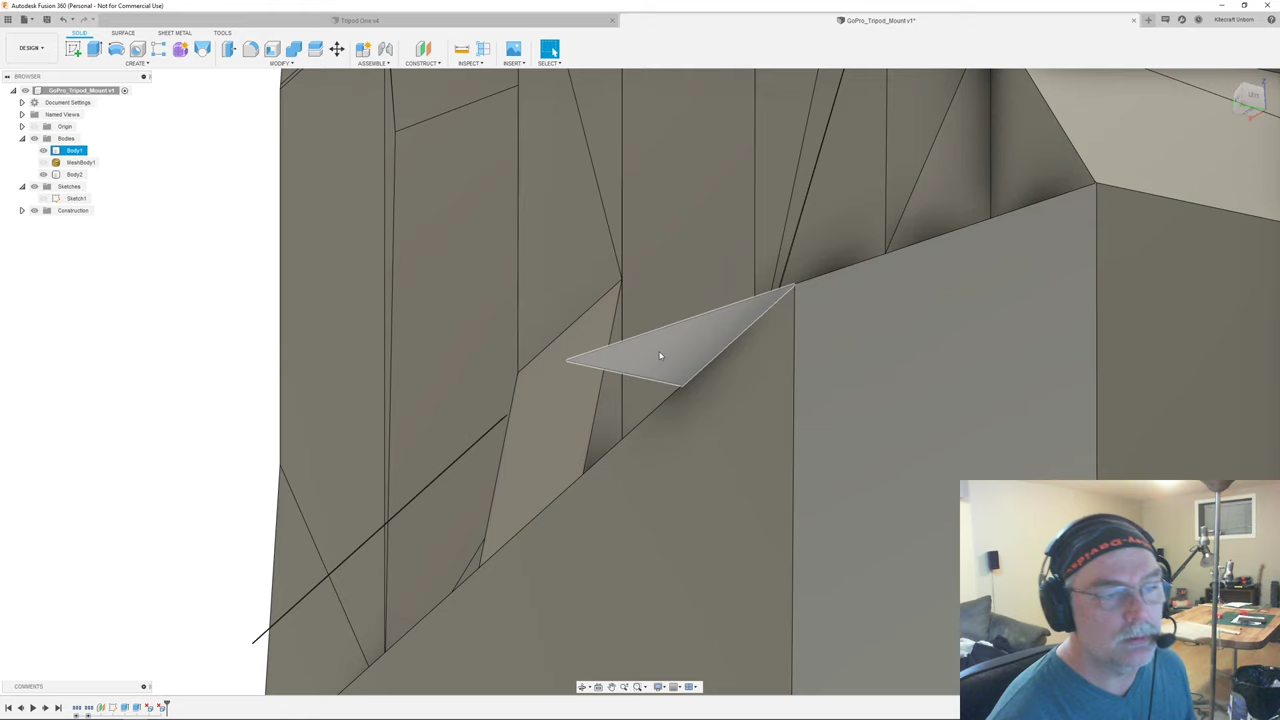 Autodesk Fusion 360 (Personal - Not for Commercial Use)
Tripod One v4
GoPro_Tripod_Mount v1*
Kitecraft Unborn
SOLID SURFACE SHEET METAL TOOLS
DESIGN
CREATE MODIFY ASSEMBLE CONSTRUCT INSPECT INSERT SELECT
BROWSER
GoPro_Tripod_Mount v1
Document Settings
Named Views
Origin
Bodies
Body1
MeshBody1
Body2
Sketches
Sketch1
Construction
COMMENTS